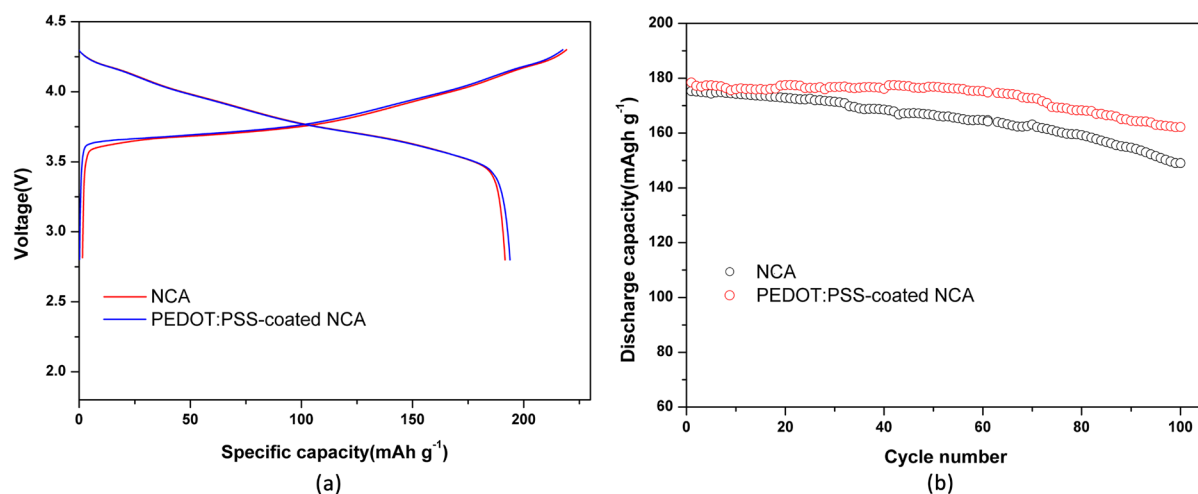 4.5
4.0
3.5
3.0
2.5
2.0
Voltage(V)
NCA
PEDOT:PSS-coated NCA
0 50 100 150 200
Specific capacity(mAh g⁻¹)
(a)
200
180
160
140
120
100
80
60
Discharge capacity(mAgh g⁻¹)
NCA
PEDOT:PSS-coated NCA
0 20 40 60 80 100
Cycle number
(b)